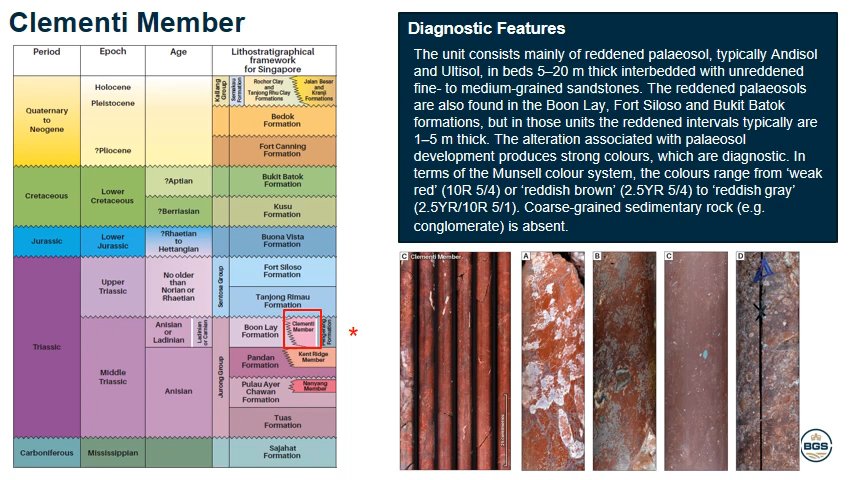 Clementi Member
Period
Epoch
Age
Lithostratigraphical
framework
for Singapore
Quaternary
to
Neogene
Holocene
Pleistocene
?Pliocene
Kallang
Group
Semakau
Formation
Rochor Clay
and
Tanjong Rhu Clay
Formations
Jalan Besar
and
Kranji
Formations
Bedok
Formation
Fort Canning
Formation
Cretaceous
Lower
Cretaceous
?Aptian
Bukit Batok
Formation
?Berriasian
Kusu
Formation
Jurassic
Lower
Jurassic
?Rhaetian
to
Hettangian
Buona Vista
Formation
Triassic
Upper
Triassic
No older
than
Norian or
Rhaetian
Sentosa Group
Fort Siloso
Formation
Tanjong Rimau
Formation
Middle
Triassic
Anisian
or
Ladinian
Ladinian
or Carnian
Jurong Group
Boon Lay
Formation
Clementi
Member
Formation
*
Pandan
Formation
Kent Ridge
Member
Anisian
Pulau Ayer
Chawan
Formation
Nanyang
Member
Tuas
Formation
Carboniferous
Mississippian
Sajahat
Formation
Diagnostic Features
The unit consists mainly of reddened palaeosol, typically Andisol
and Ultisol, in beds 5–20 m thick interbedded with unreddened
fine- to medium-grained sandstones. The reddened palaeosols
are also found in the Boon Lay, Fort Siloso and Bukit Batok
formations, but in those units the reddened intervals typically are
1–5 m thick. The alteration associated with palaeosol
development produces strong colours, which are diagnostic. In
terms of the Munsell colour system, the colours range from ‘weak
red’ (10R 5/4) or ‘reddish brown’ (2.5YR 5/4) to ‘reddish gray’
(2.5YR/10R 5/1). Coarse-grained sedimentary rock (e.g.
conglomerate) is absent.
C Clementi Member
A
B
C
D
BGS